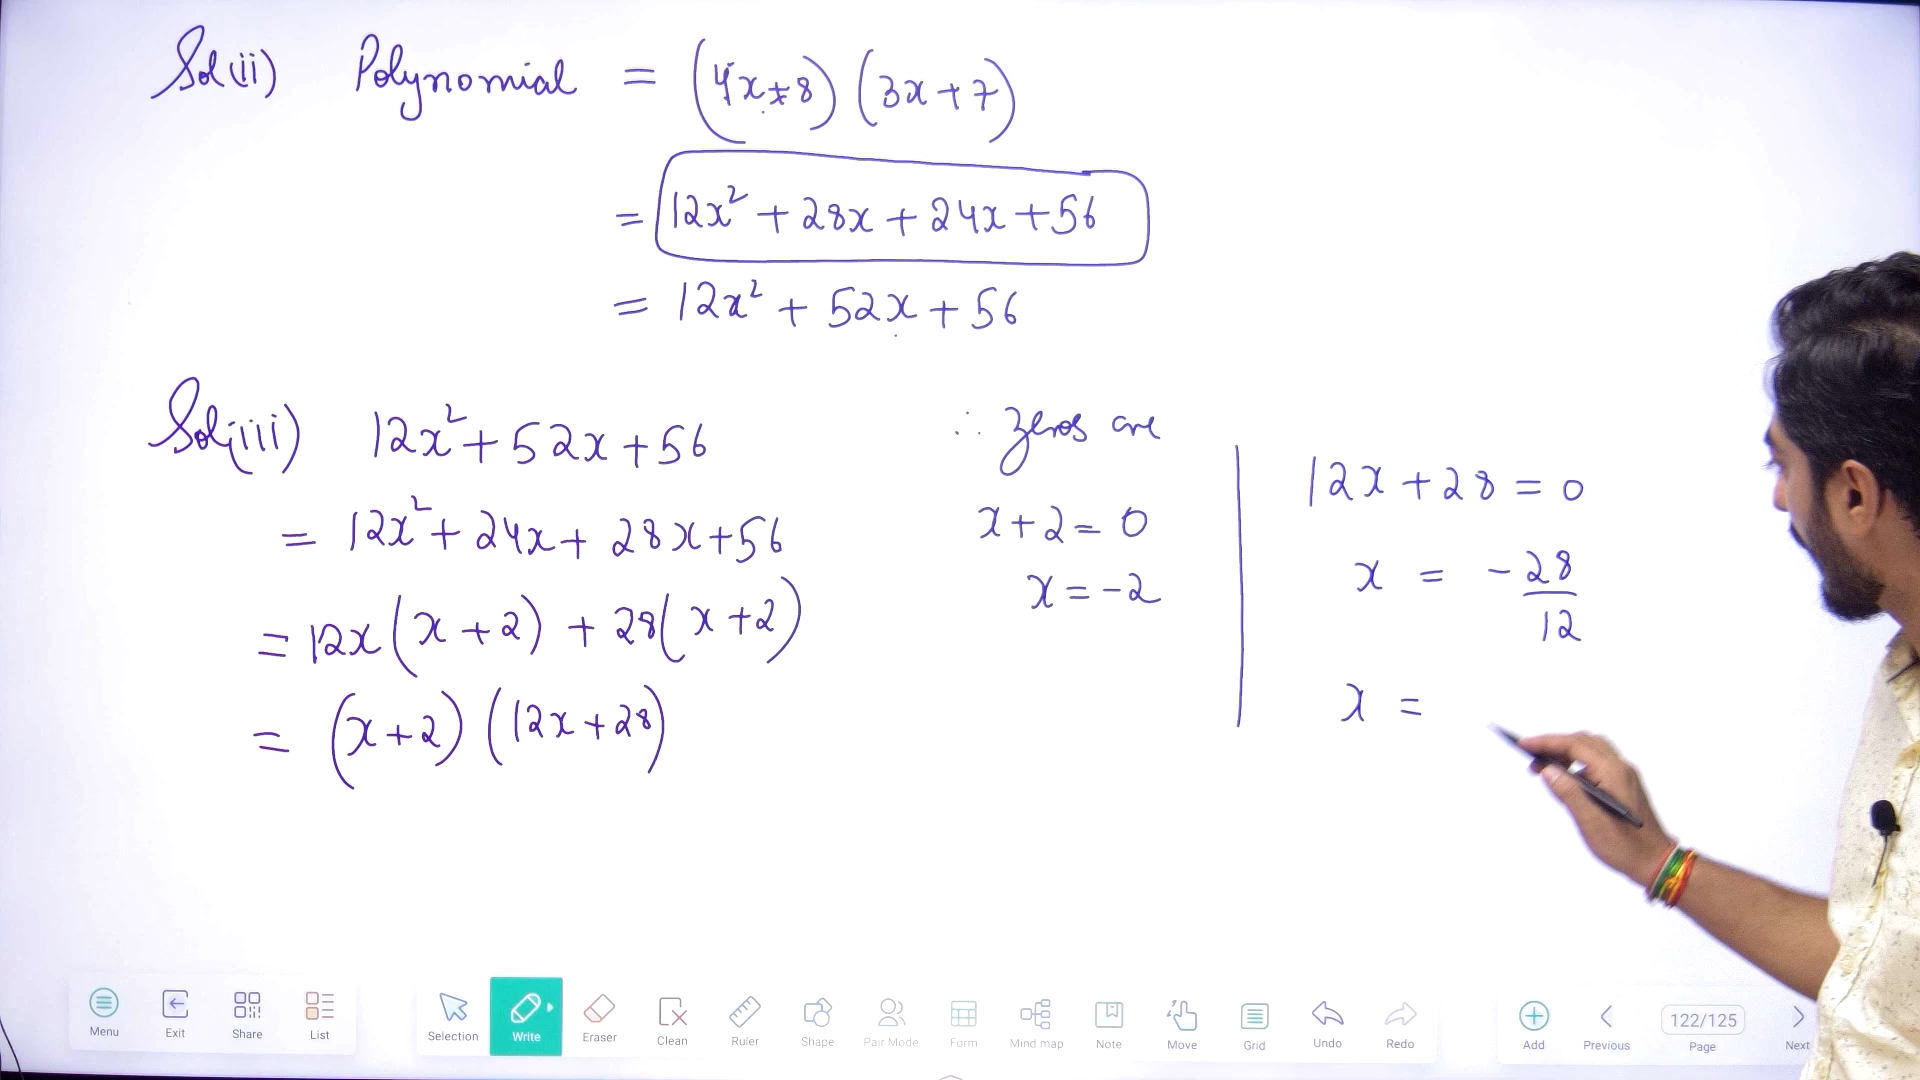 Sol (ii) Polynomial = (4x+8) (3x+7)
= 12x² + 28x + 24x + 56
= 12x² + 52x + 56
Sol (iii) 12x² + 52x + 56
= 12x² + 24x + 28x + 56
= 12x (x+2) + 28 (x+2)
= (x+2) (12x+28)
∴ zeros are
x+2 = 0
x = -2
12x + 28 = 0
x = -28/12
x =
Menu
Exit
Share
List
Selection
Write
Eraser
Clean
Ruler
Shape
Pair Mode
Form
Mind map
Note
Move
Grid
Undo
Redo
Add
Previous
122/125
Page
Next